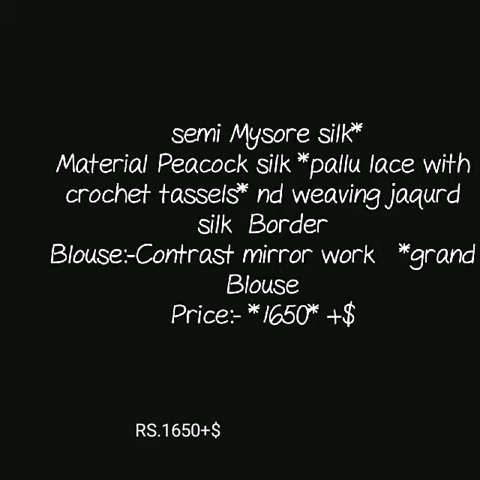 semi Mysore silk*
Material Peacock silk *pallu lace with
crochet tassels* nd weaving jaqurd
silk Border
Blouse:-Contrast mirror work *grand
Blouse
Price:- *1650* +$
RS.1650+$